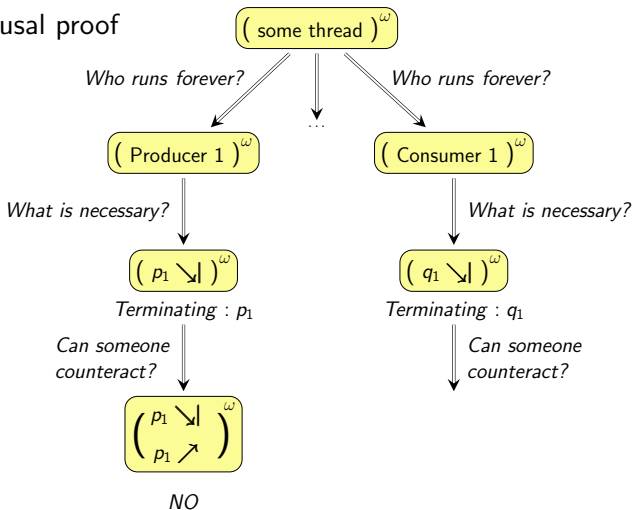 usal proof
( some thread )^ω
Who runs forever? Who runs forever?
...
( Producer 1 )^ω ( Consumer 1 )^ω
What is necessary? What is necessary?
( p₁ ↘| )^ω ( q₁ ↘| )^ω
Terminating : p₁ Terminating : q₁
Can someone Can someone
counteract? counteract?
( p₁ ↘|
p₁ ↗ )^ω
NO